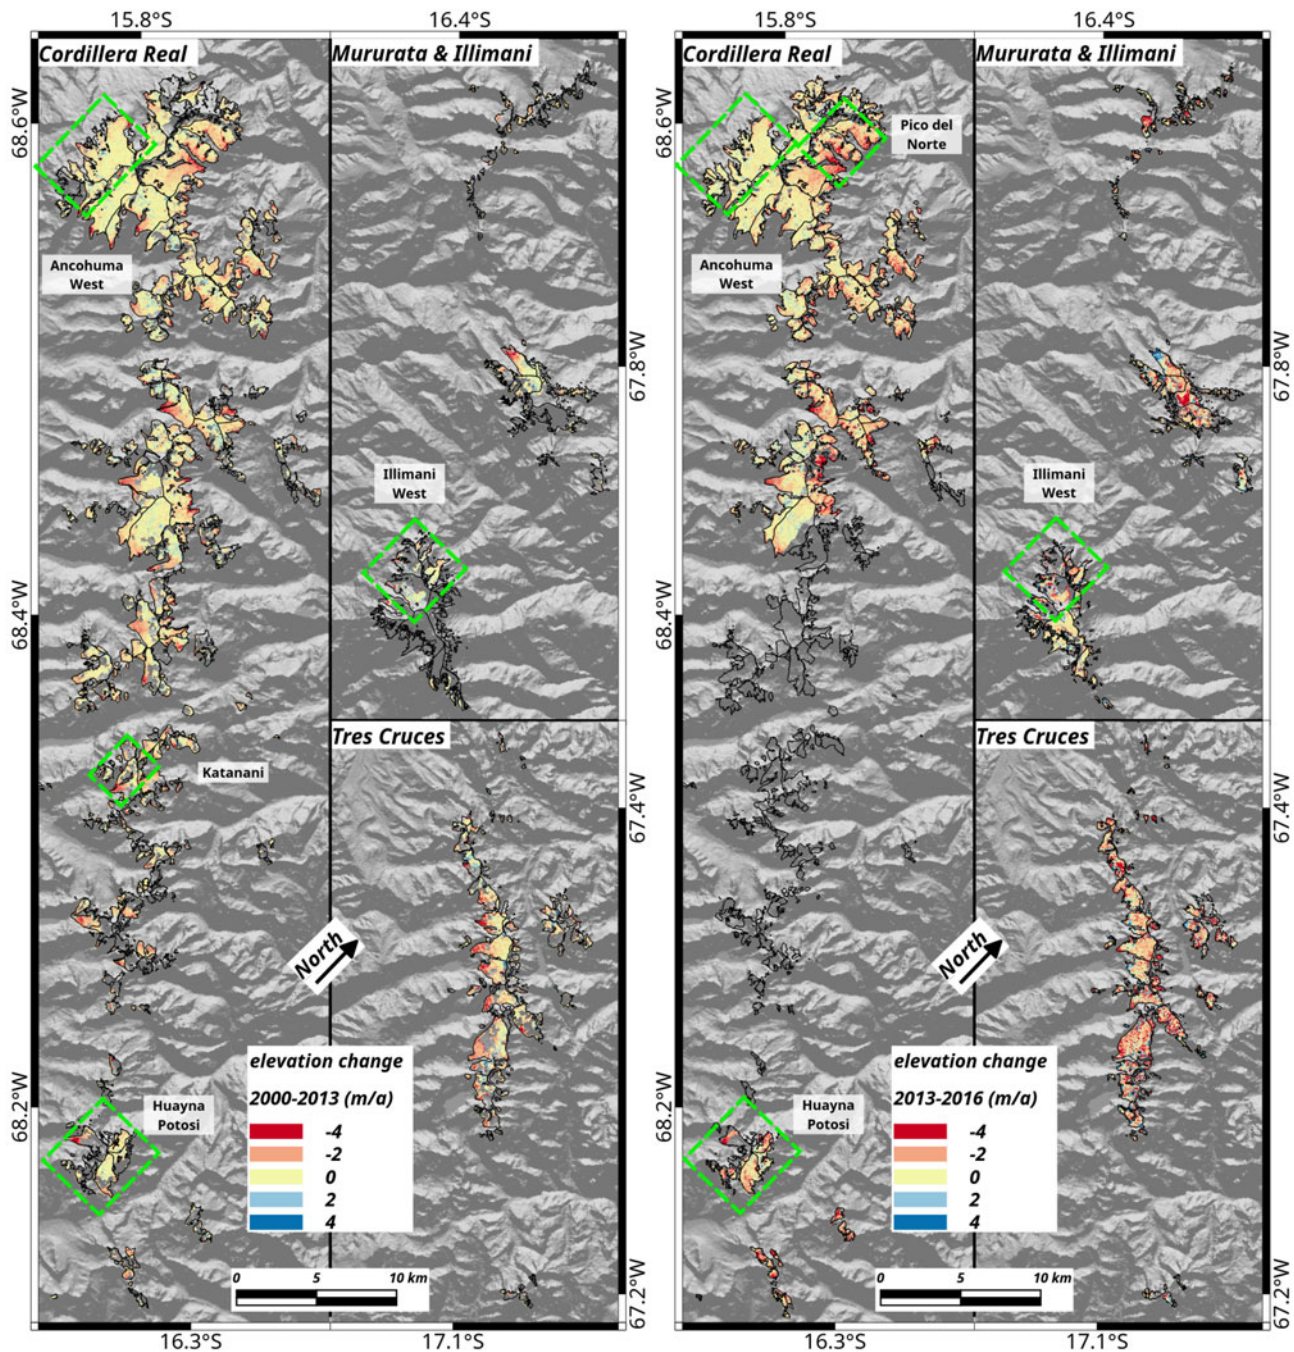 15.8°S
16.4°S
15.8°S
16.4°S
Cordillera Real
Mururata & Illimani
Cordillera Real
Mururata & Illimani
68.6°W
68.6°W
Pico del
Norte
Ancohuma
West
Ancohuma
West
67.8°W
67.8°W
Illimani
West
Illimani
West
68.4°W
68.4°W
Tres Cruces
Tres Cruces
Katanani
67.4°W
67.4°W
North
North
elevation change
2000-2013 (m/a)
-4
-2
0
2
4
elevation change
2013-2016 (m/a)
-4
-2
0
2
4
68.2°W
68.2°W
Huayna
Potosi
Huayna
Potosi
0 5 10 km
0 5 10 km
67.2°W
67.2°W
16.3°S
17.1°S
16.3°S
17.1°S